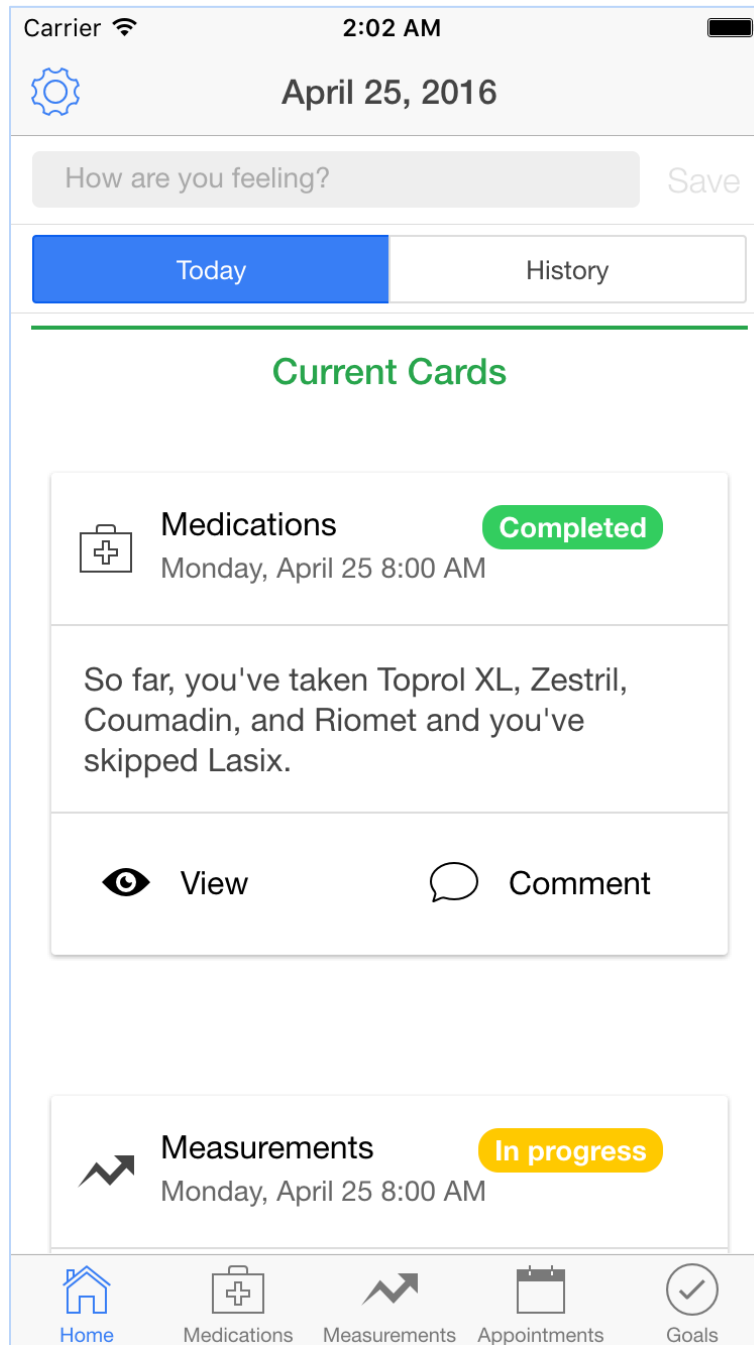 Carrier 2:02 AM
April 25, 2016
How are you feeling? Save
Today History
Current Cards
Medications Completed
Monday, April 25 8:00 AM
So far, you've taken Toprol XL, Zestril,
Coumadin, and Riomet and you've
skipped Lasix.
View Comment
Measurements In progress
Monday, April 25 8:00 AM
Home Medications Measurements Appointments Goals